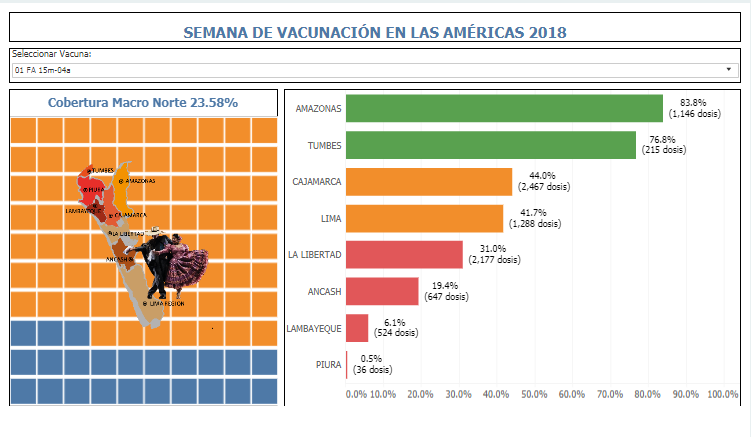 SEMANA DE VACUNACIÓN EN LAS AMÉRICAS 2018
Seleccionar Vacuna:
01 FA 15m-04a
Cobertura Macro Norte 23.58%
TUMBES
PIURA
AMAZONAS
LAMBAYEQUE
CAJAMARCA
LA LIBERTAD
ANCASH
LIMA REGION
AMAZONAS
83.8%
(1,146 dosis)
TUMBES
76.8%
(215 dosis)
CAJAMARCA
44.0%
(2,467 dosis)
LIMA
41.7%
(1,288 dosis)
LA LIBERTAD
31.0%
(2,177 dosis)
ANCASH
19.4%
(647 dosis)
LAMBAYEQUE
6.1%
(524 dosis)
PIURA
0.5%
(36 dosis)
0.0% 10.0% 20.0% 30.0% 40.0% 50.0% 60.0% 70.0% 80.0% 90.0% 100.0%